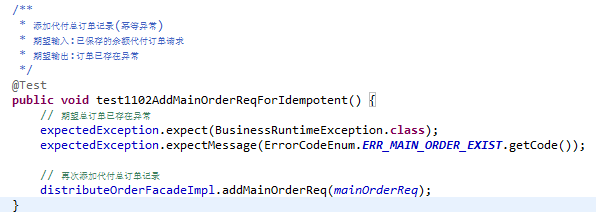 /**
 * 添加代付总订单记录(幂等异常)
 * 期望输入:已保存的余额代付订单请求
 * 期望输出:订单已存在异常
 */
@Test
public void test1102AddMainOrderReqForIdempotent() {
    // 期望总订单已存在异常
    expectedException.expect(BusinessRuntimeException.class);
    expectedException.expectMessage(ErrorCodeEnum.ERR_MAIN_ORDER_EXIST.getCode());
    // 再次添加代付总订单记录
    distributeOrderFacadeImpl.addMainOrderReq(mainOrderReq);
}